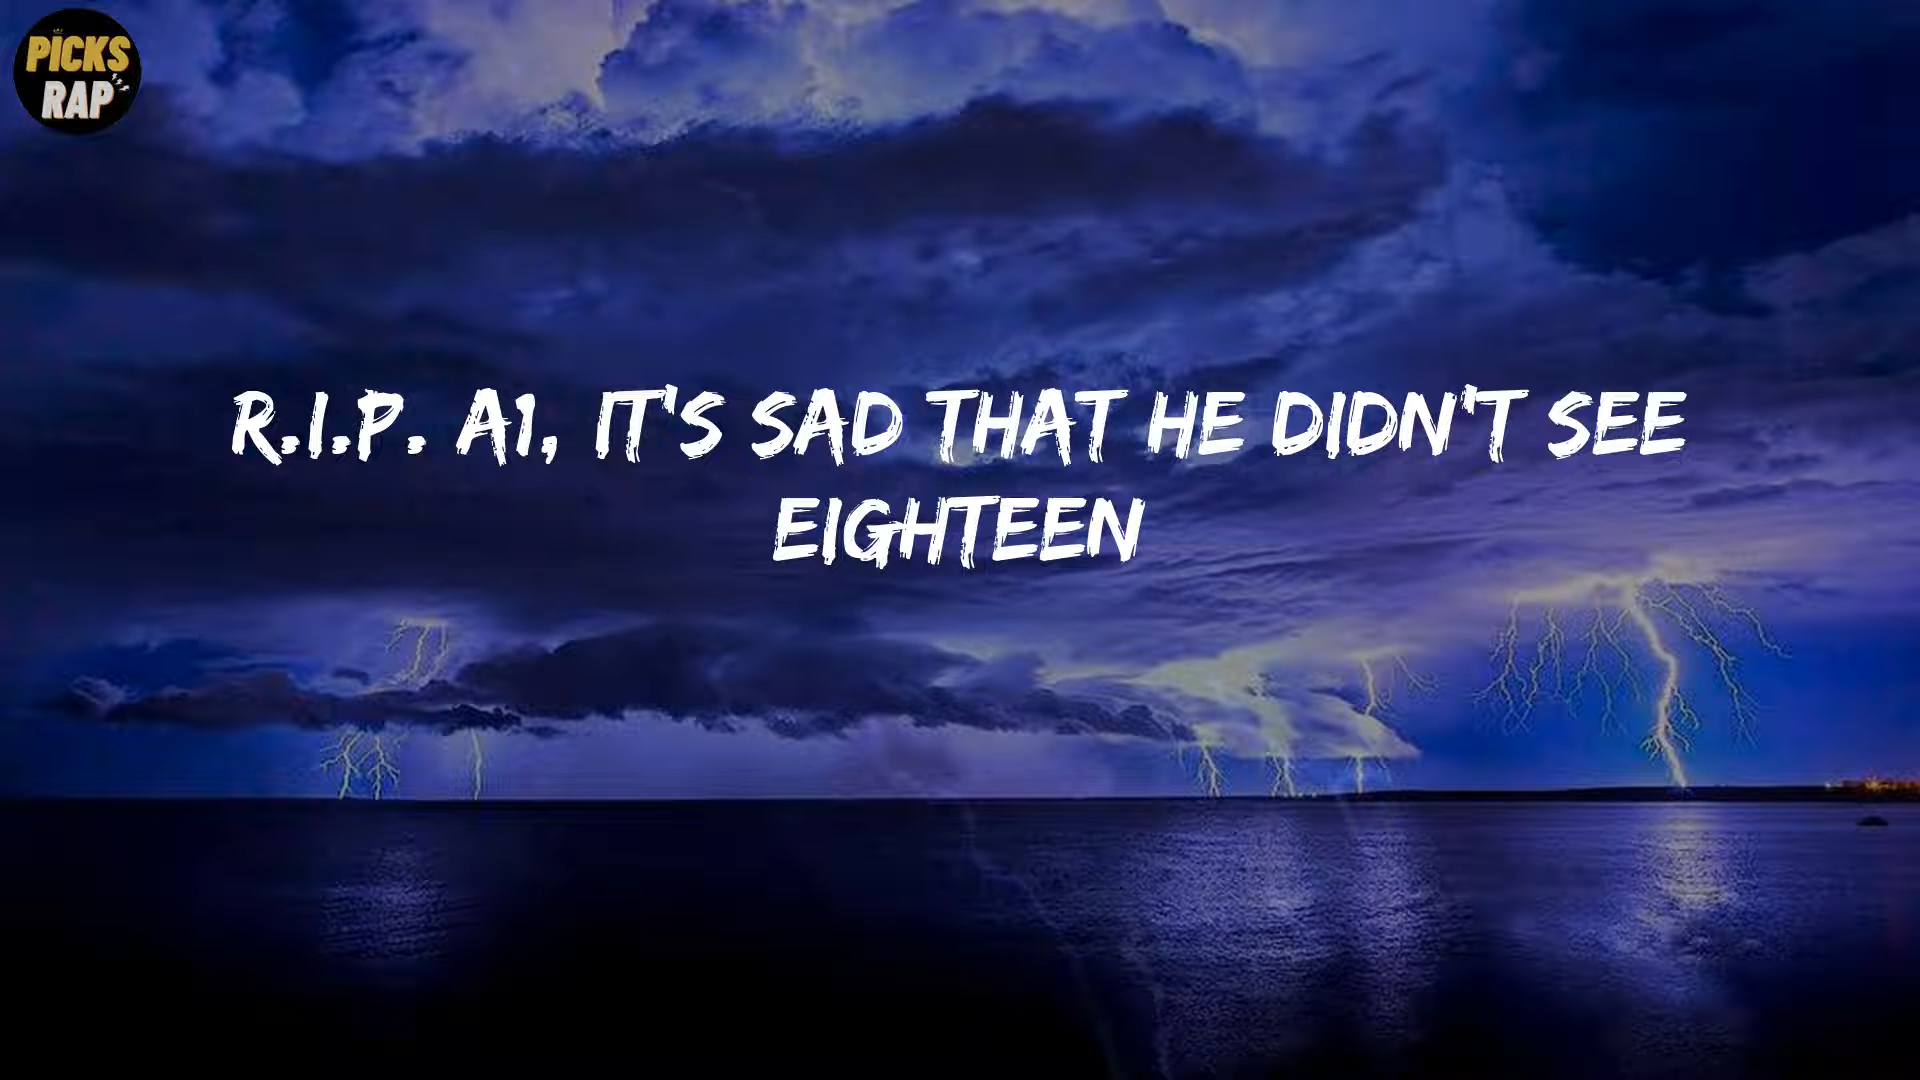 PICKS
RAP
R.I.P. A1, IT'S SAD THAT HE DIDN'T SEE
EIGHTEEN